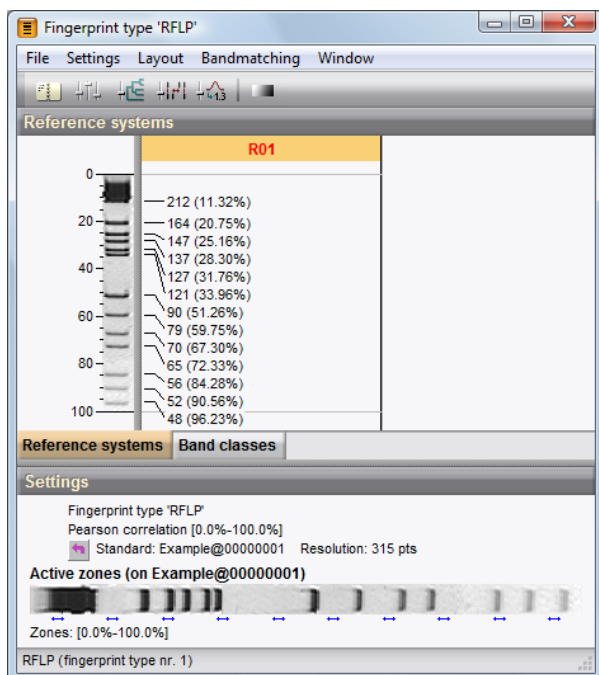 Fingerprint type 'RFLP'
File Settings Layout Bandmatching Window
1.3
Reference systems
R01
0
212 (11.32%)
20
164 (20.75%)
147 (25.16%)
137 (28.30%)
40
127 (31.76%)
121 (33.96%)
60
90 (51.26%)
79 (59.75%)
70 (67.30%)
80
65 (72.33%)
56 (84.28%)
52 (90.56%)
100
48 (96.23%)
Reference systems Band classes
Settings
Fingerprint type 'RFLP'
Pearson correlation [0.0%-100.0%]
Standard: Example@00000001 Resolution: 315 pts
Active zones (on Example@00000001)
Zones: [0.0%-100.0%]
RFLP (fingerprint type nr. 1)